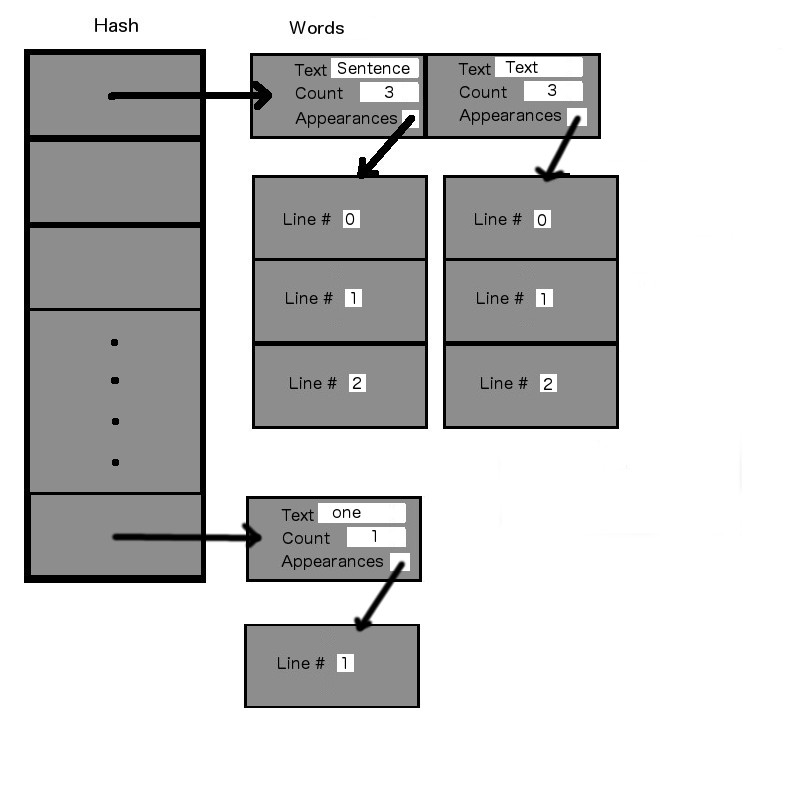 Hash
Words
Text Sentence
Count 3
Appearances
Text Text
Count 3
Appearances
Line # 0
Line # 1
Line # 2
Line # 0
Line # 1
Line # 2
Text one
Count 1
Appearances
Line # 1